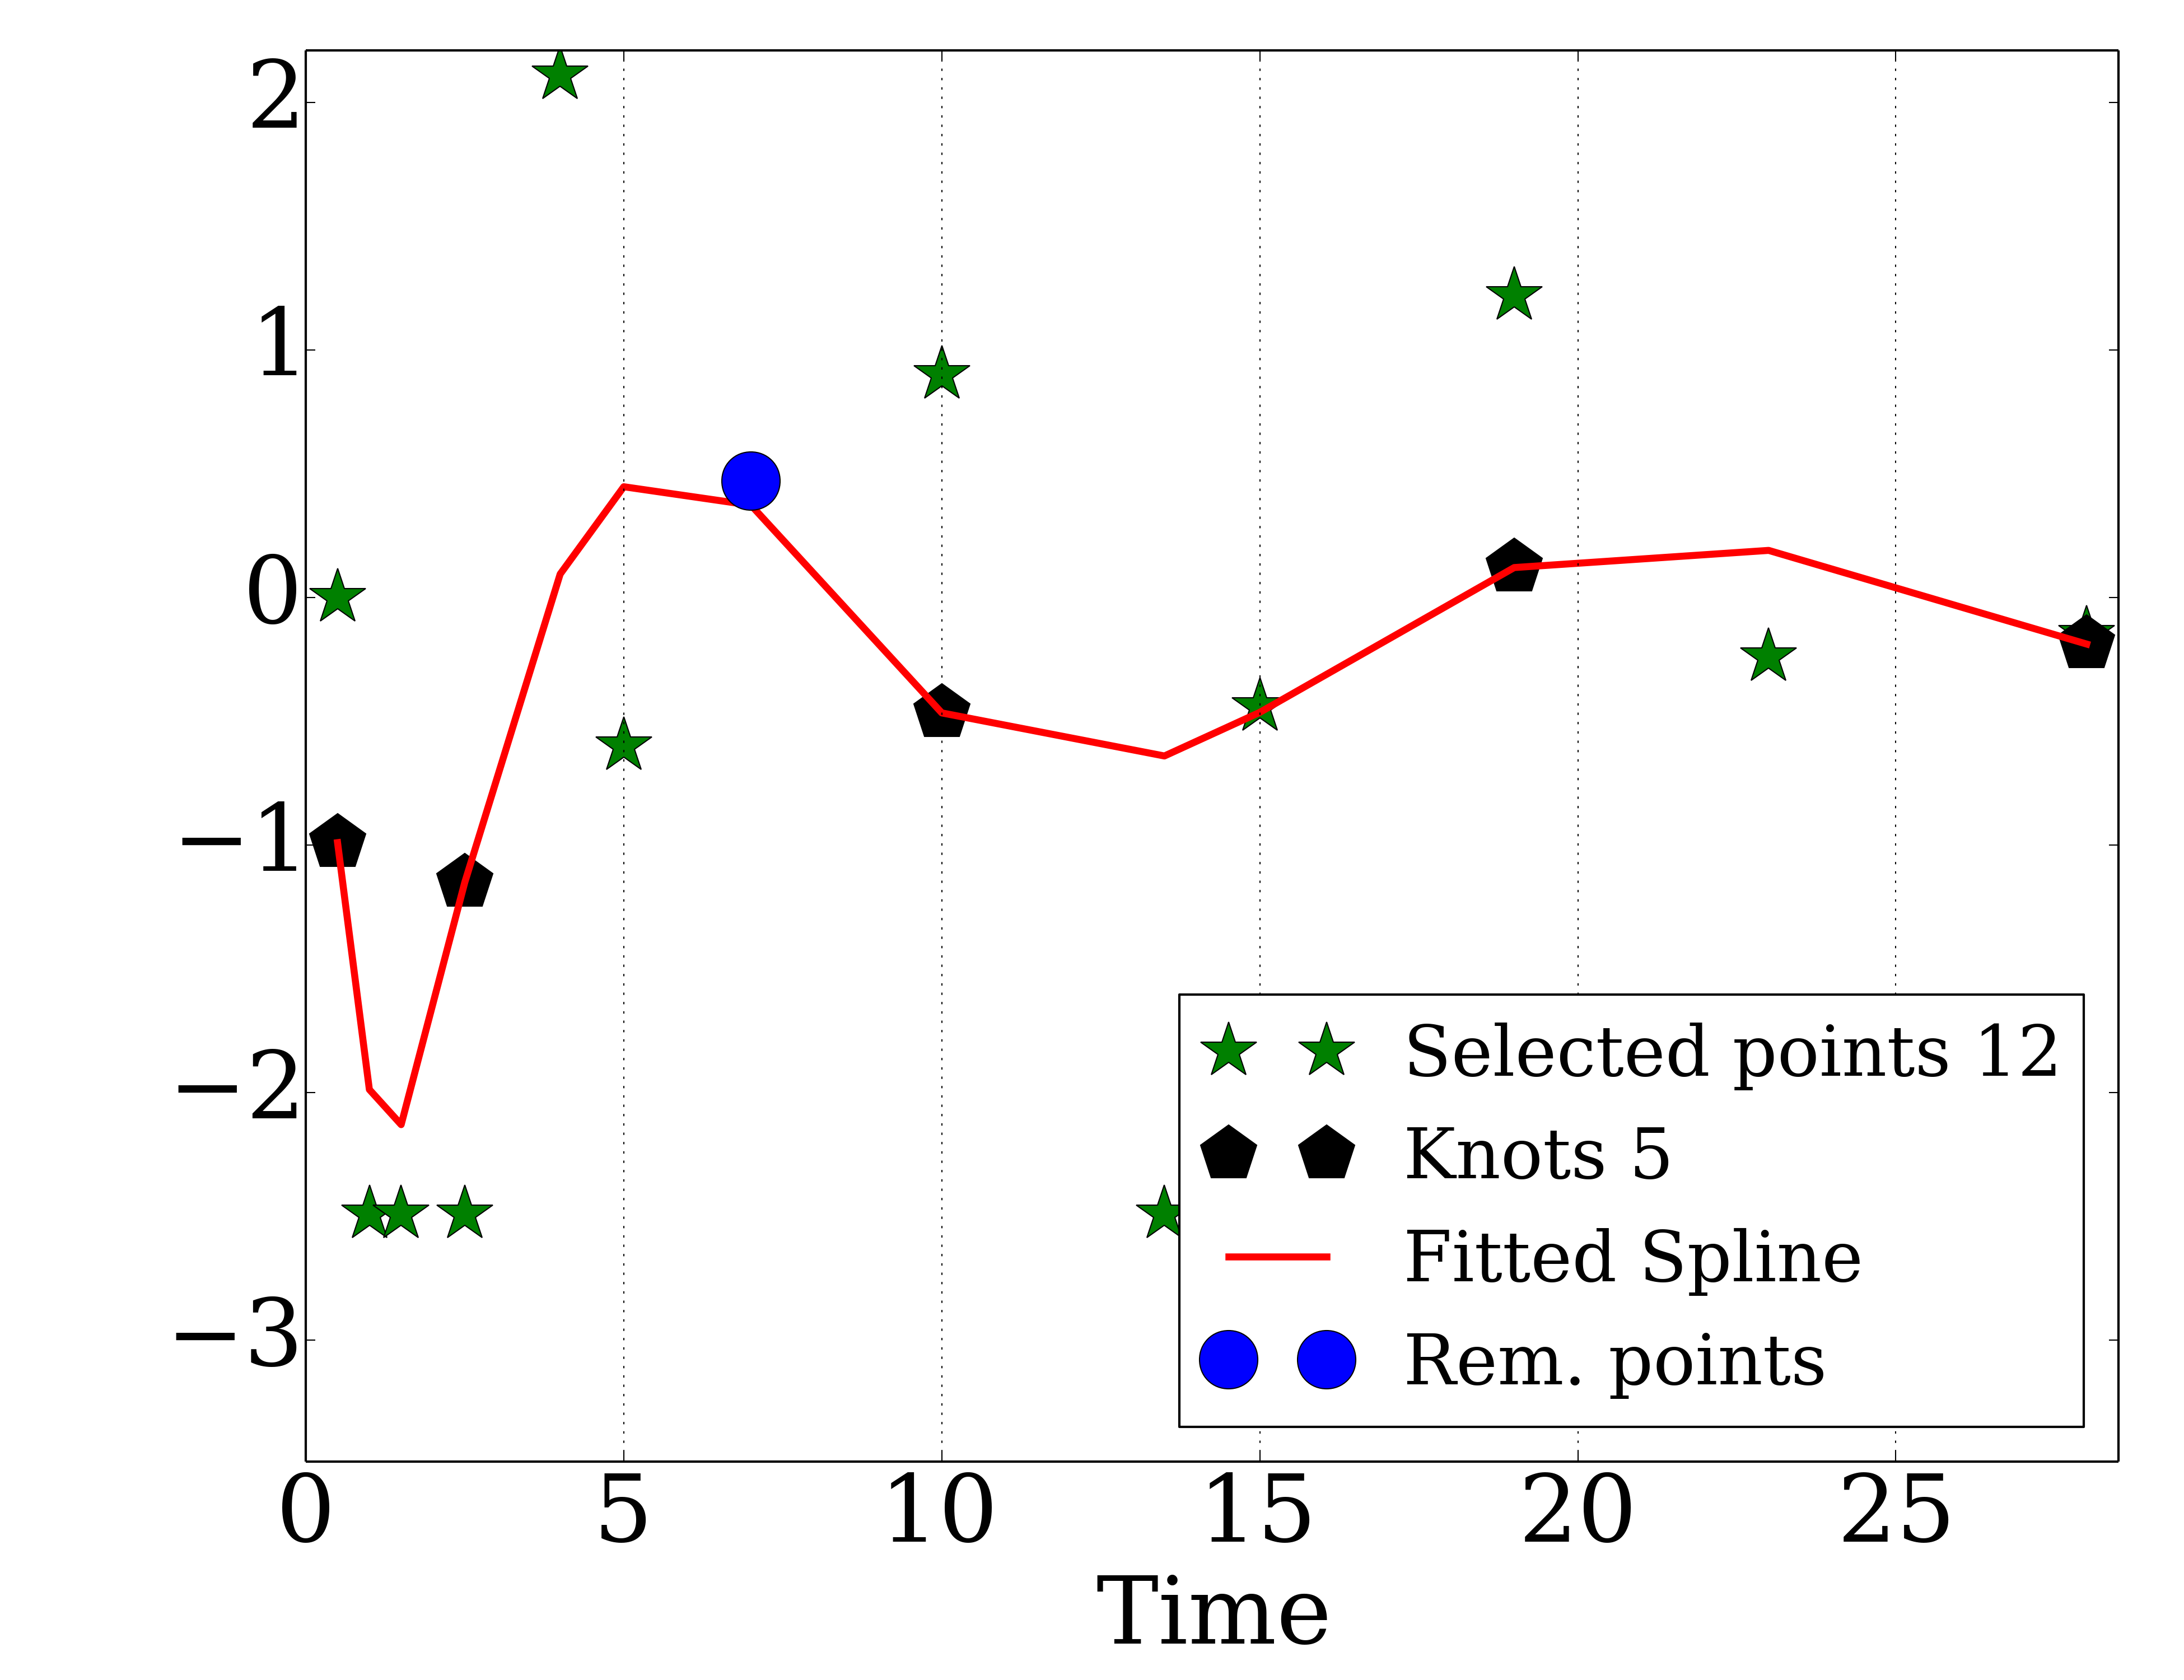 2
1
0
−1
−2
−3
Selected points 12
Knots 5
Fitted Spline
Rem. points
0 5 10 15 20 25
Time